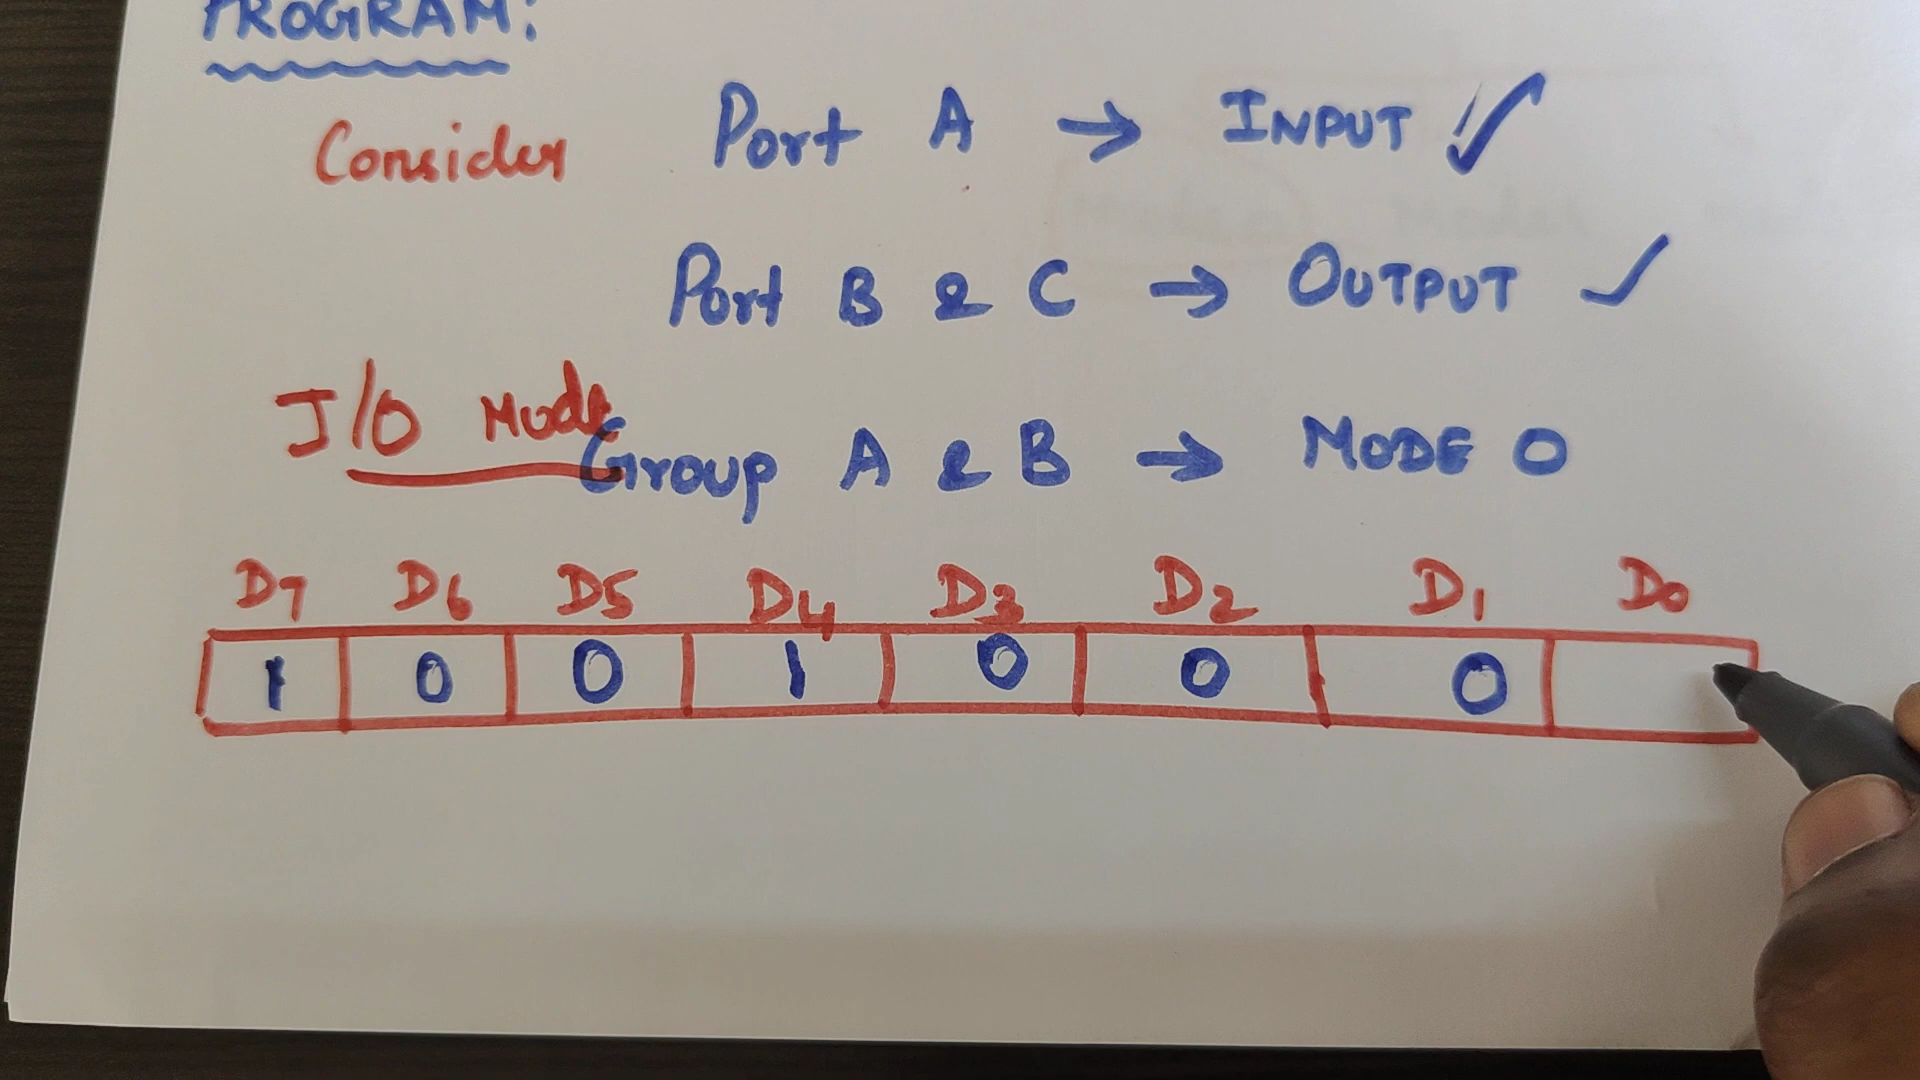 PROGRAM:
Consider Port A → INPUT ✓
Port B & C → OUTPUT ✓
I/O Mode
Group A & B → MODE 0
D7 D6 D5 D4 D3 D2 D1 D0
1 0 0 1 0 0 0